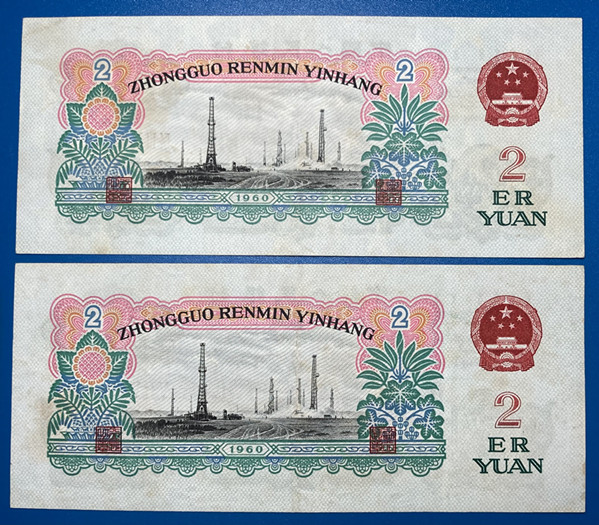 2 2
ZHONGGUO RENMIN YINHANG
1960
2
ER
YUAN
2 2
ZHONGGUO RENMIN YINHANG
1960
2
ER
YUAN